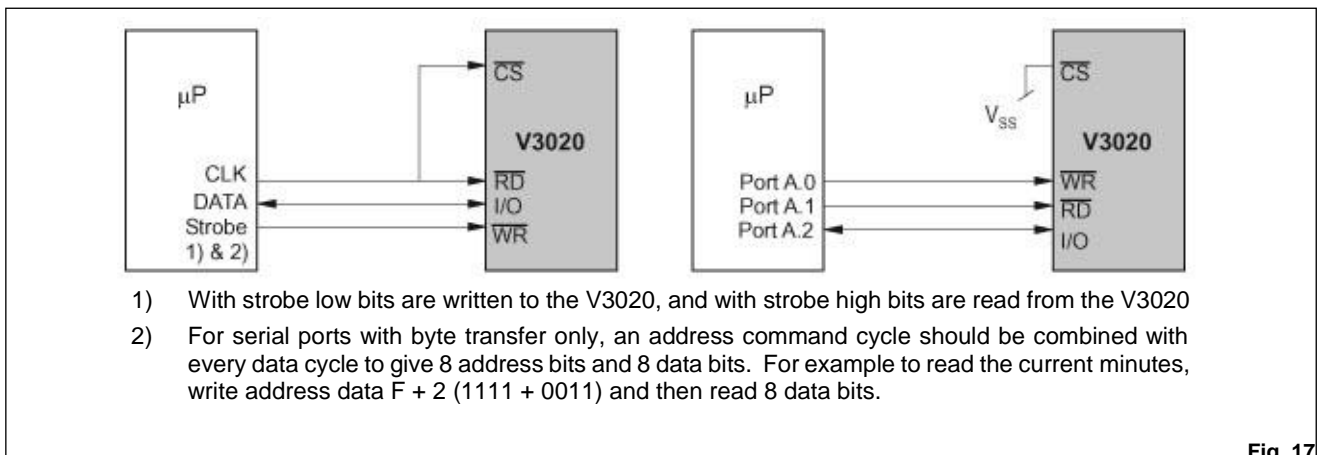 μP
CS
V3020
CLK
RD
DATA
I/O
Strobe
WR
1) & 2)
μP
CS
VSS
V3020
Port A.0
WR
Port A.1
RD
Port A.2
I/O
1) With strobe low bits are written to the V3020, and with strobe high bits are read from the V3020
2) For serial ports with byte transfer only, an address command cycle should be combined with
every data cycle to give 8 address bits and 8 data bits. For example to read the current minutes,
write address data F + 2 (1111 + 0011) and then read 8 data bits.
Fig. 17